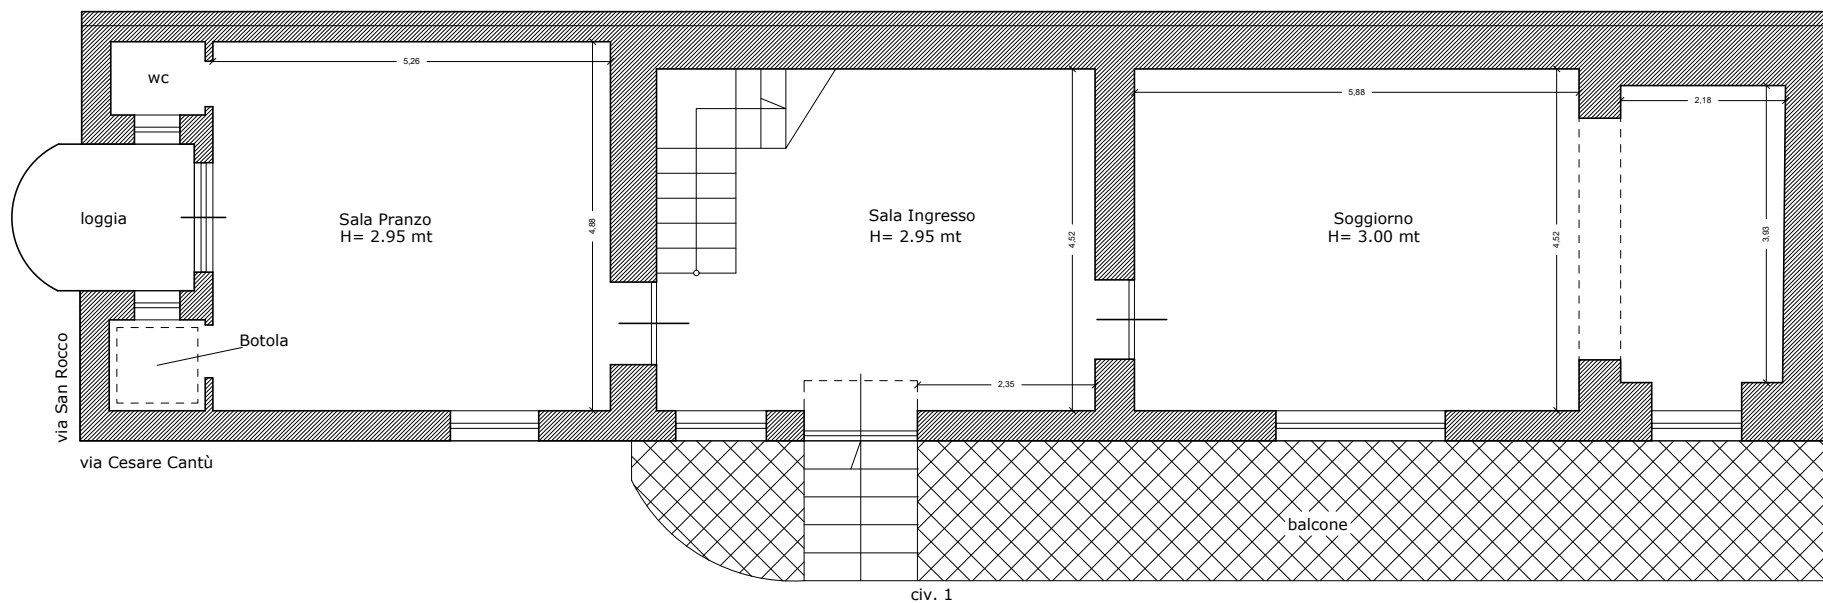 5,26
wc
5,88
2,18
loggia
Sala Pranzo
H= 2.95 mt
4,88
Sala Ingresso
H= 2.95 mt
4,52
Soggiorno
H= 3.00 mt
4,52
3,93
Botola
via San Rocco
2,35
via Cesare Cantù
balcone
civ. 1